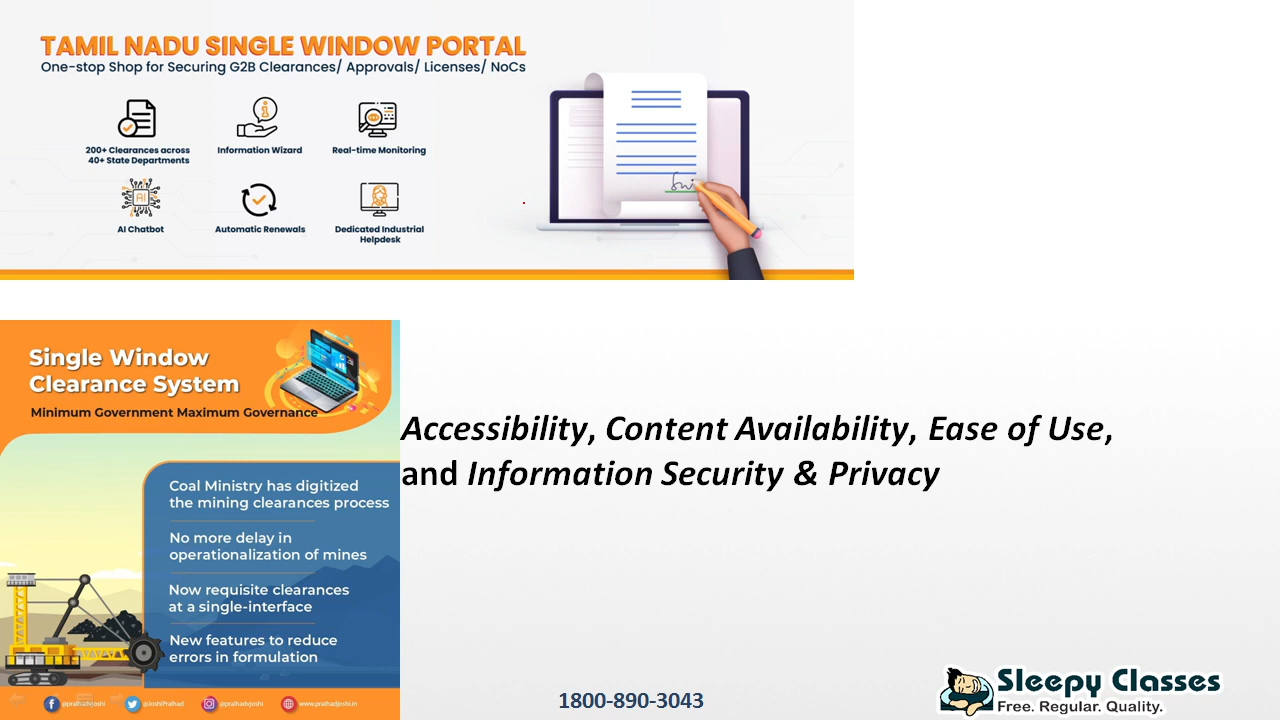 TAMIL NADU SINGLE WINDOW PORTAL
One-stop Shop for Securing G2B Clearances/ Approvals/ Licenses/ NoCs
200+ Clearances across
40+ State Departments
Information Wizard
Real-time Monitoring
AI
AI Chatbot
Automatic Renewals
Dedicated Industrial
Helpdesk
Single Window
Clearance System
Minimum Government Maximum Governance
Coal Ministry has digitized
the mining clearances process
No more delay in
operationalization of mines
Now requisite clearances
at a single-interface
New features to reduce
errors in formulation
@pralhadvjoshi
@JoshiPralhad
@pralhadvjoshi
www.pralhadjoshi.in
Accessibility, Content Availability, Ease of Use,
and Information Security & Privacy
1800-890-3043
Sleepy Classes
Free. Regular. Quality.